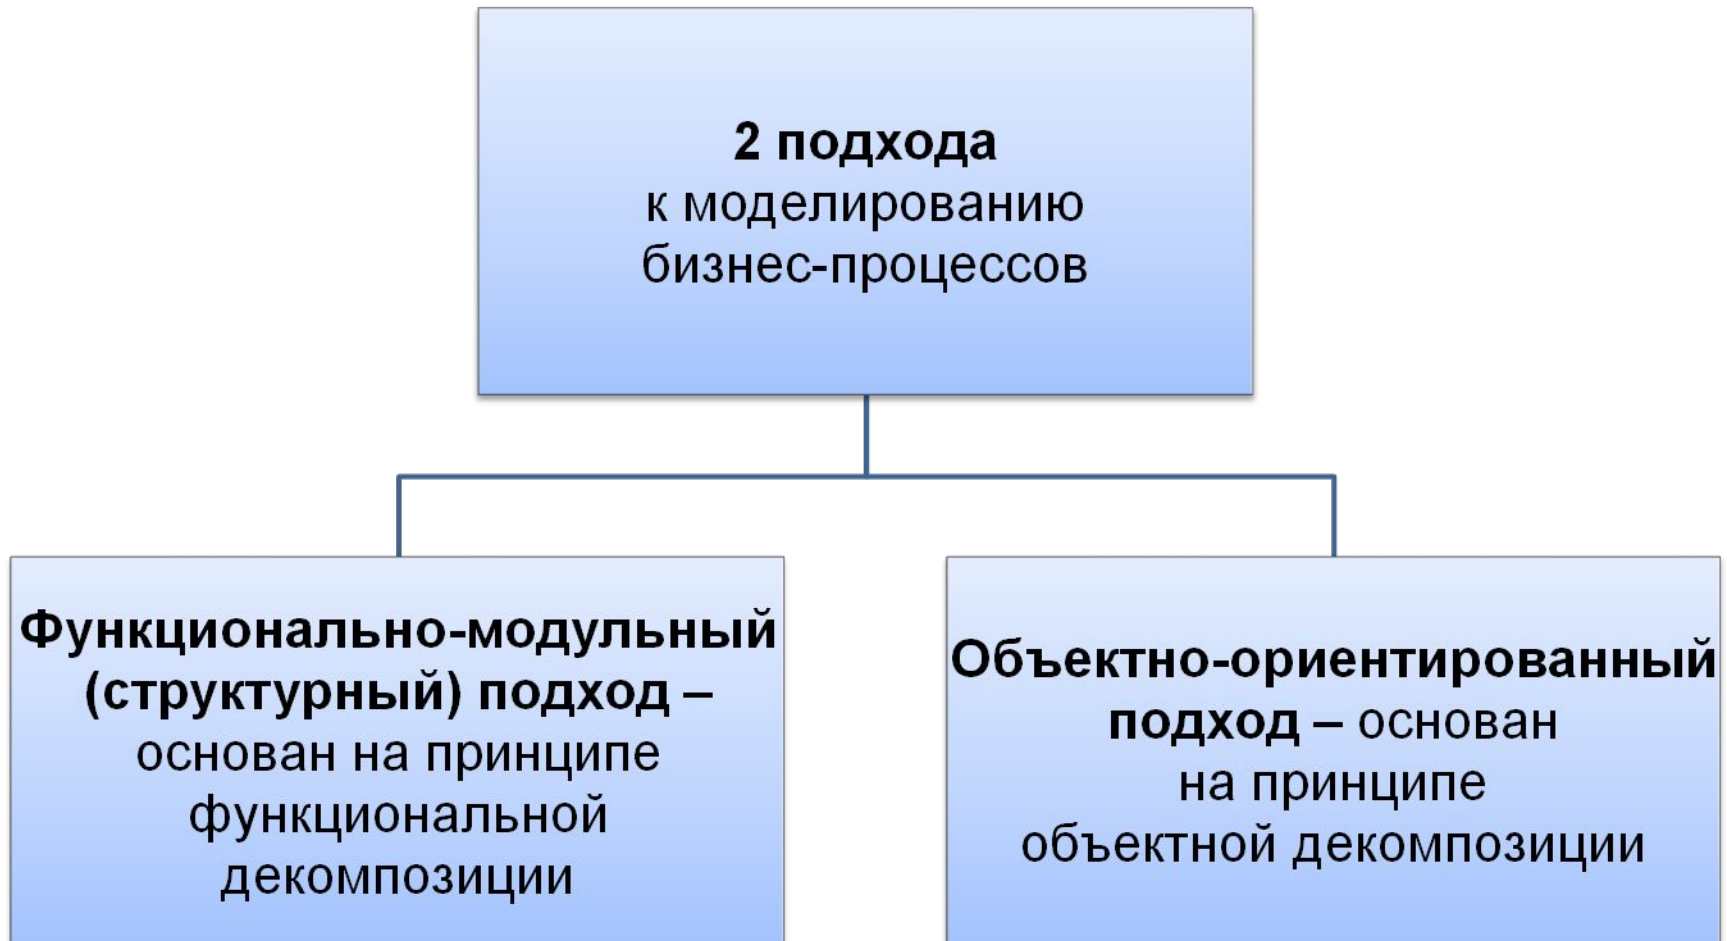 2 подхода
к моделированию
бизнес-процессов
Функционально-модульный
(структурный) подход –
основан на принципе
функциональной
декомпозиции
Объектно-ориентированный
подход – основан
на принципе
объектной декомпозиции